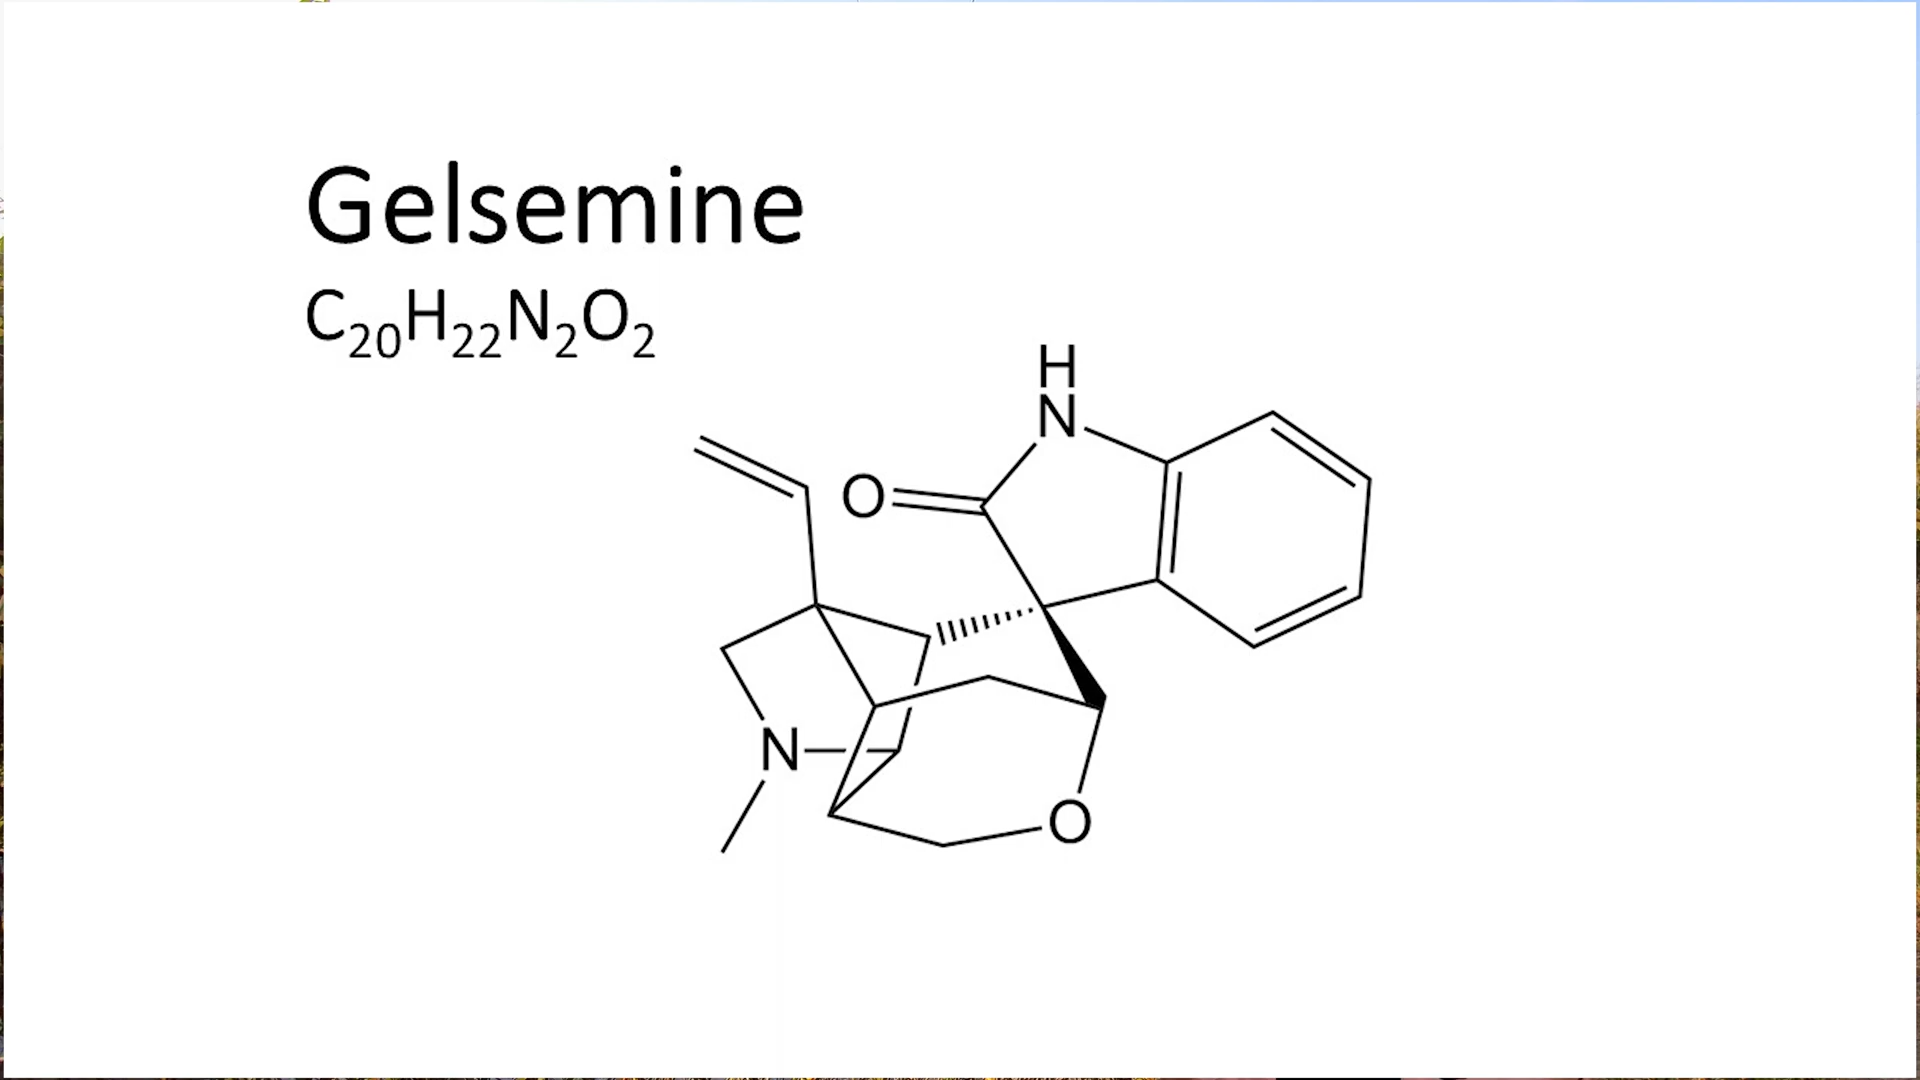 Gelsemine
C₂₀H₂₂N₂O₂
H
N
O
N
O